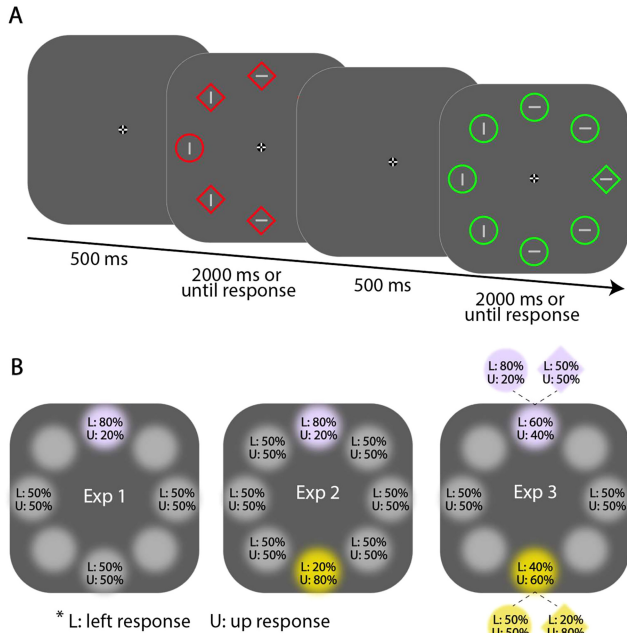 A
500 ms
2000 ms or
until response
500 ms
2000 ms or
until response
B
L: 80%
U: 20%
L: 50%
U: 50%
L: 80%
U: 20%
L: 80%
U: 20%
L: 60%
U: 40%
L: 50%
U: 50%
L: 50%
U: 50%
L: 50%
U: 50%
Exp 1
L: 50%
U: 50%
L: 50%
U: 50%
Exp 2
L: 50%
U: 50%
L: 50%
U: 50%
Exp 3
L: 50%
U: 50%
L: 50%
U: 50%
L: 50%
U: 50%
L: 50%
U: 50%
L: 20%
U: 80%
L: 40%
U: 60%
* L: left response U: up response
L: 50%
U: 50%
L: 20%
U: 80%